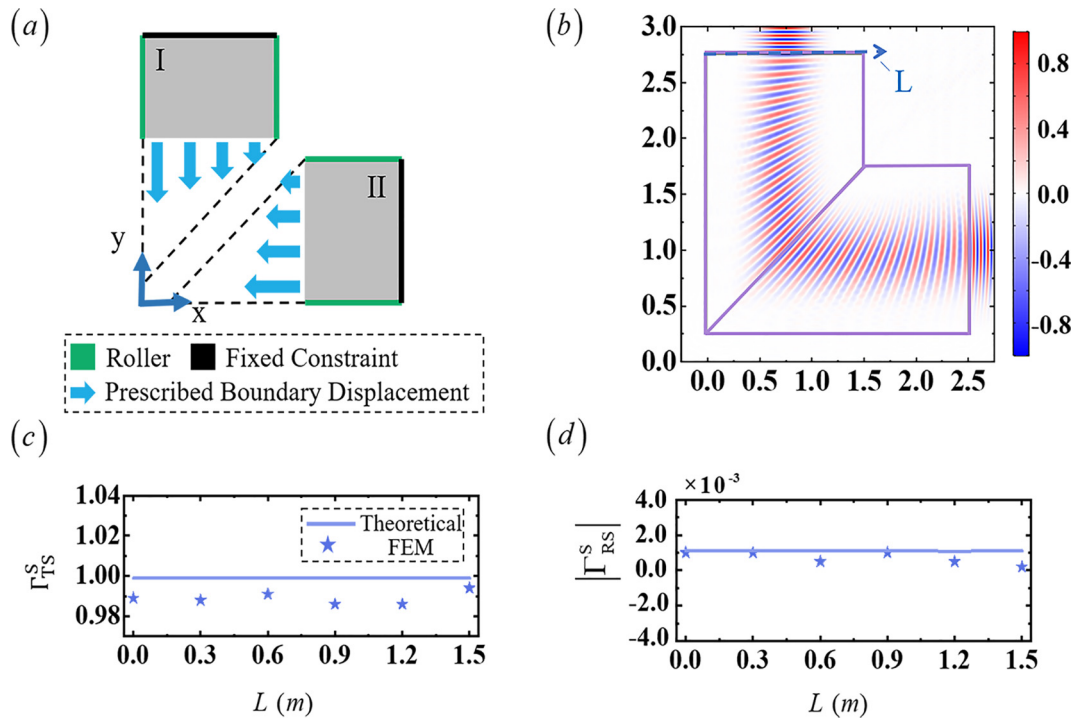 (a)
I
II
y
x
Roller
Fixed Constraint
Prescribed Boundary Displacement
(b)
3.0
2.5
2.0
1.5
1.0
0.5
0.0
0.0 0.5 1.0 1.5 2.0 2.5
L
0.8
0.4
0.0
-0.4
-0.8
(c)
1.04
1.02
1.00
0.98
Γ^S_TS
Theoretical
FEM
0.0 0.3 0.6 0.9 1.2 1.5
L (m)
(d)
× 10⁻³
4.0
2.0
0.0
-2.0
-4.0
|Γ^S_RS|
0.0 0.3 0.6 0.9 1.2 1.5
L (m)